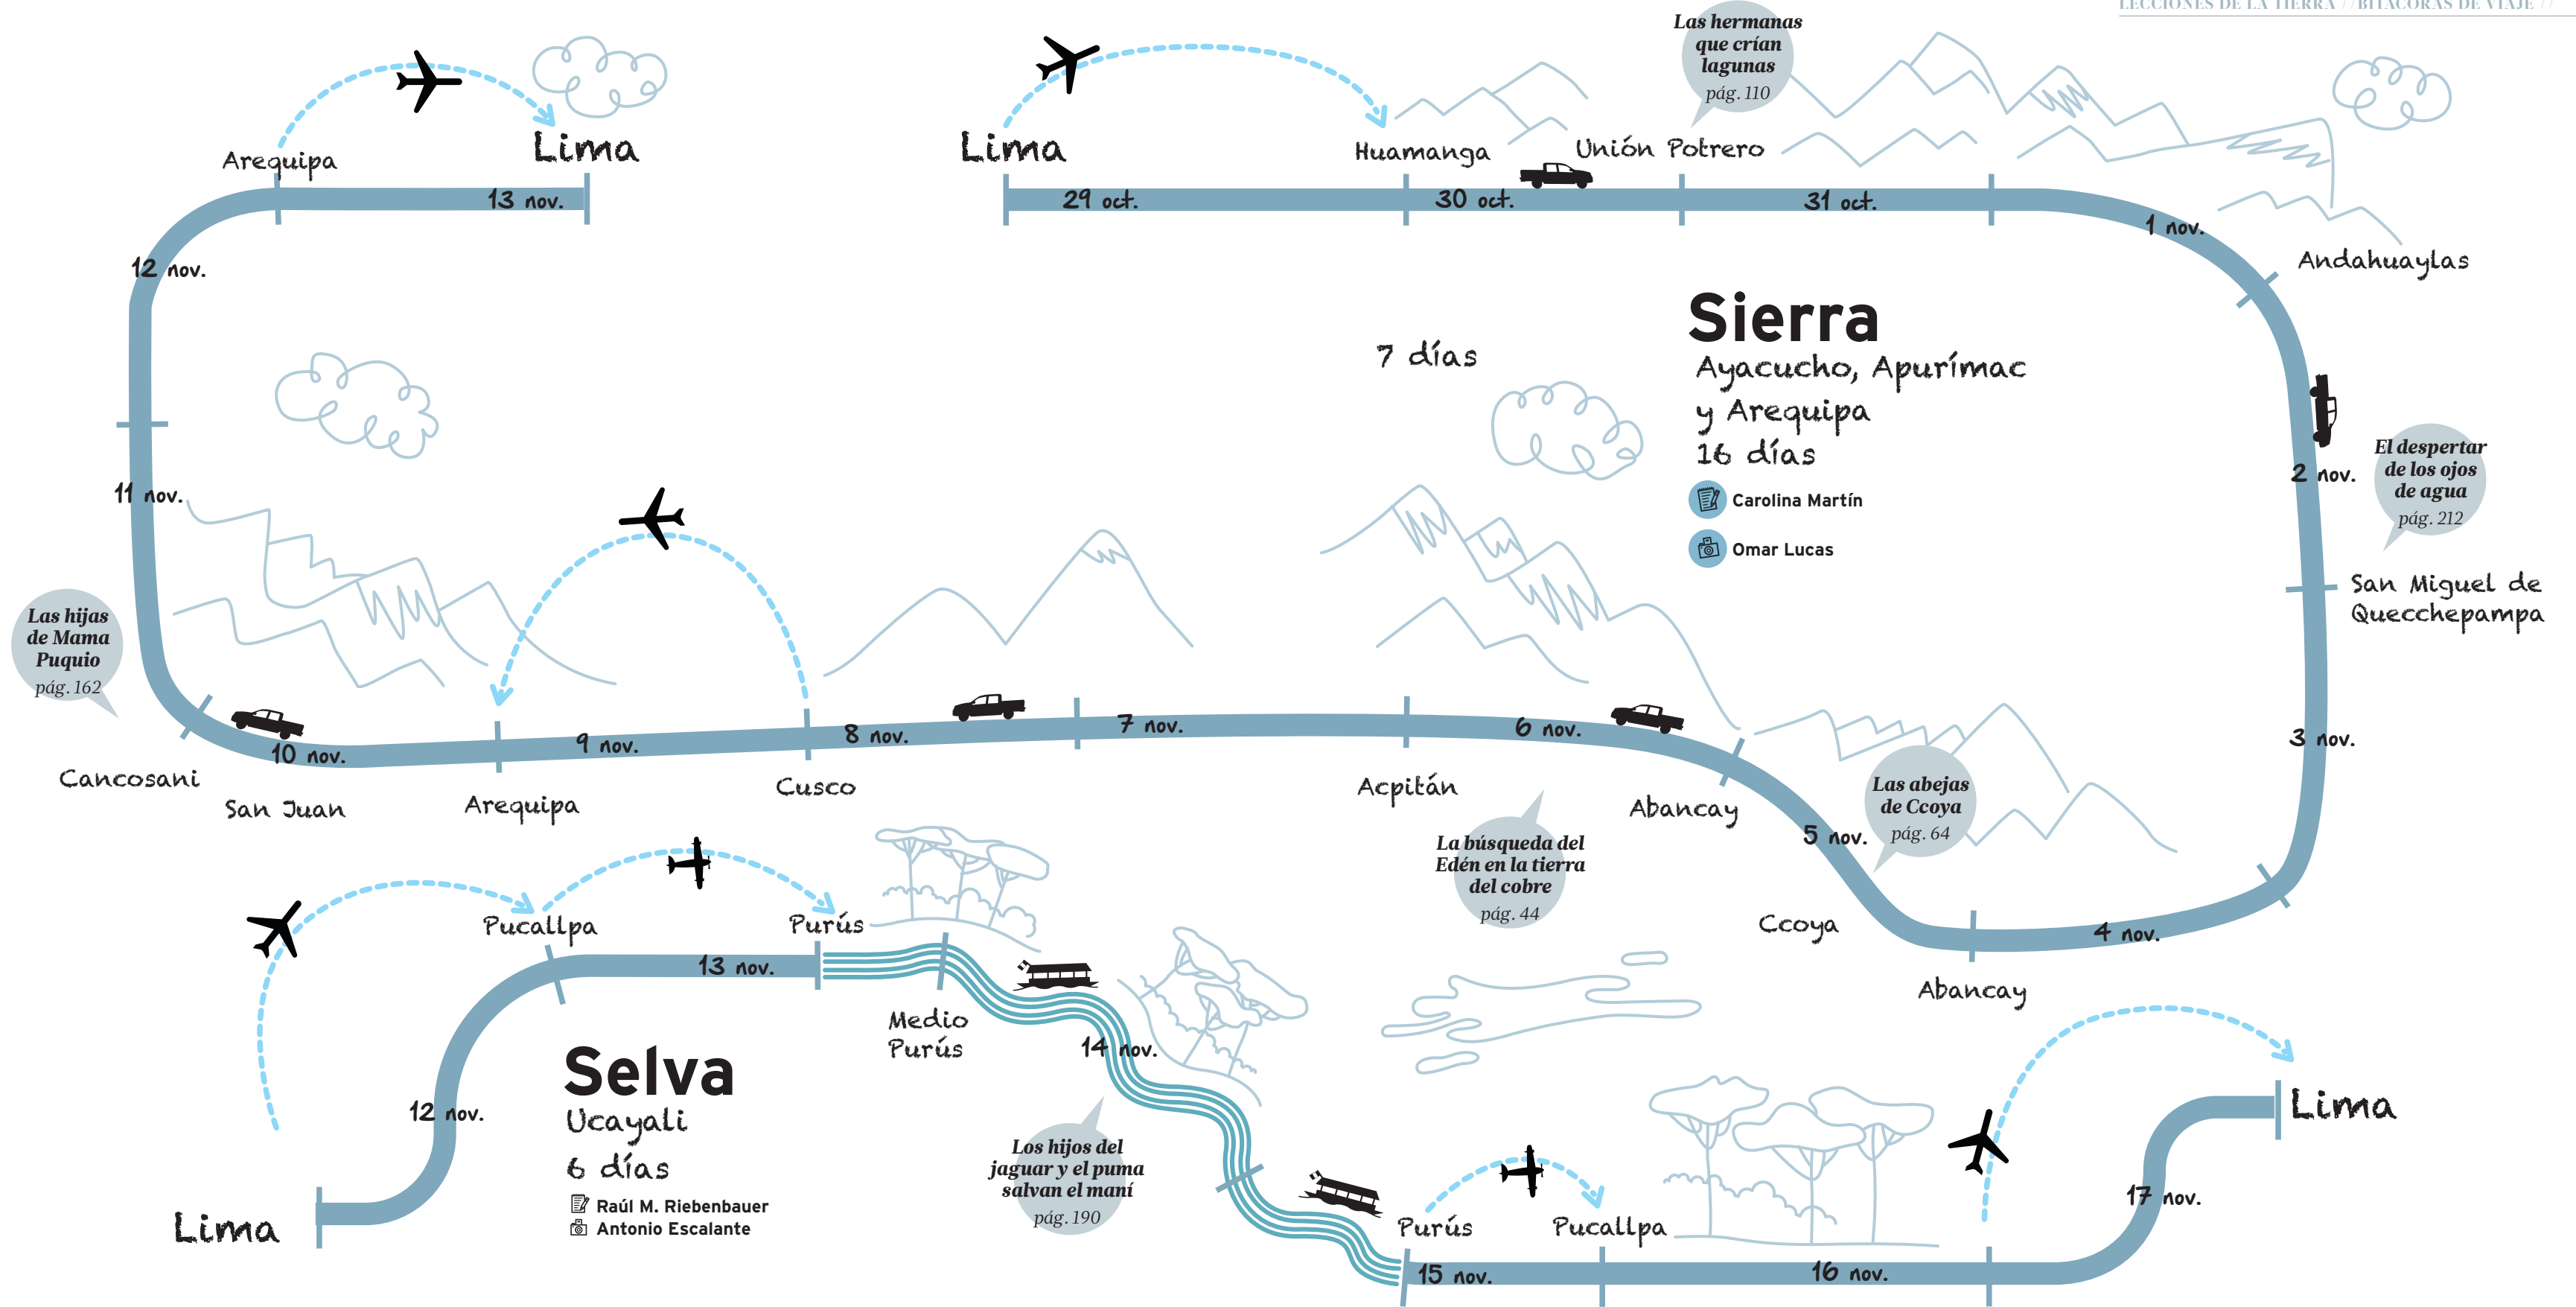 LECCIONES DE LA TIERRA // BITÁCORAS DE VIAJE //
Lima
29 oct.
Huamanga
30 oct.
Unión Potrero
Las hermanas
que crían
lagunas
pág. 110
31 oct.
1 nov.
Andahuaylas
2 nov.
El despertar
de los ojos
de agua
pág. 212
San Miguel de
Quecchepampa
3 nov.
4 nov.
Abancay
Ccoya
5 nov.
Las abejas
de Ccoya
pág. 64
Abancay
6 nov.
La búsqueda del
Edén en la tierra
del cobre
pág. 44
Acpitán
7 nov.
8 nov.
Cusco
9 nov.
Arequipa
10 nov.
San Juan
Cancosani
Las hijas
de Mama
Puquio
pág. 162
11 nov.
12 nov.
Arequipa
13 nov.
Lima
7 días
Sierra
Ayacucho, Apurímac
y Arequipa
16 días
Carolina Martín
Omar Lucas
Selva
Ucayali
6 días
Raúl M. Riebenbauer
Antonio Escalante
Lima
12 nov.
Pucallpa
13 nov.
Purús
Medio
Purús
14 nov.
Los hijos del
jaguar y el puma
salvan el maní
pág. 190
Purús
15 nov.
Pucallpa
16 nov.
17 nov.
Lima